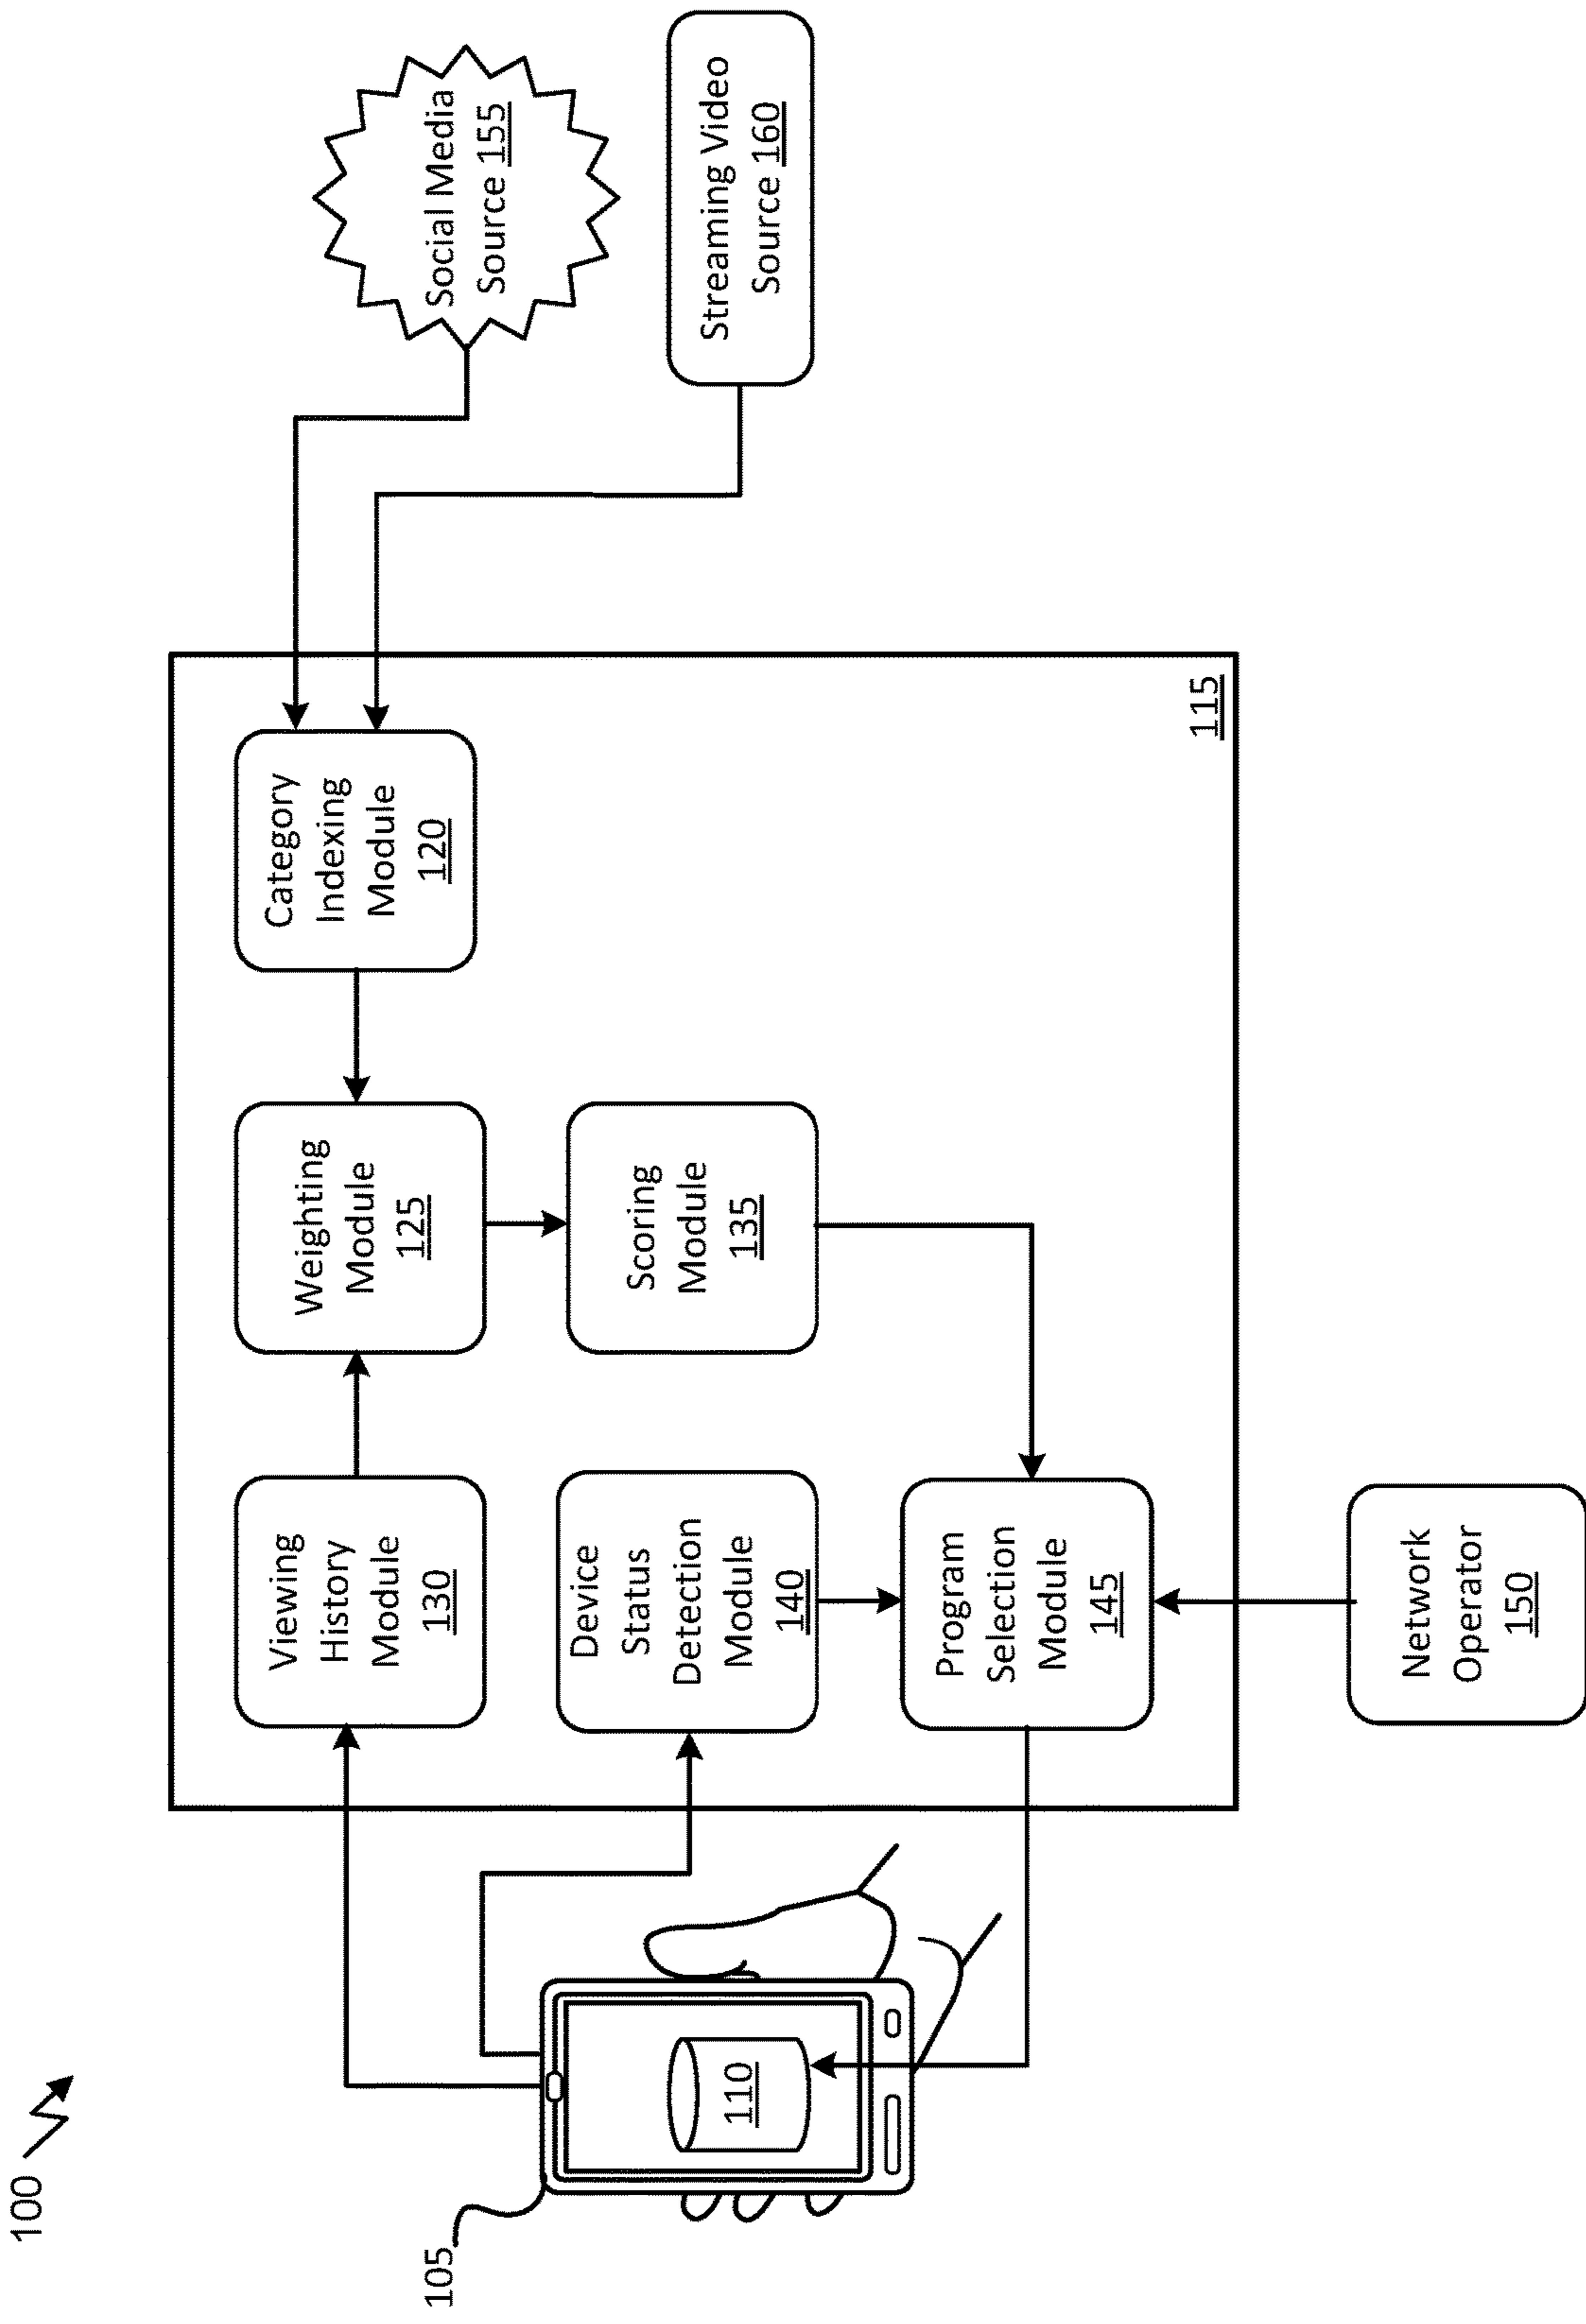 100
105
110
Viewing
History
Module
130
Device
Status
Detection
Module
140
Program
Selection
Module
145
Network
Operator
150
Weighting
Module
125
Scoring
Module
135
Category
Indexing
Module
120
115
Social Media
Source 155
Streaming Video
Source 160